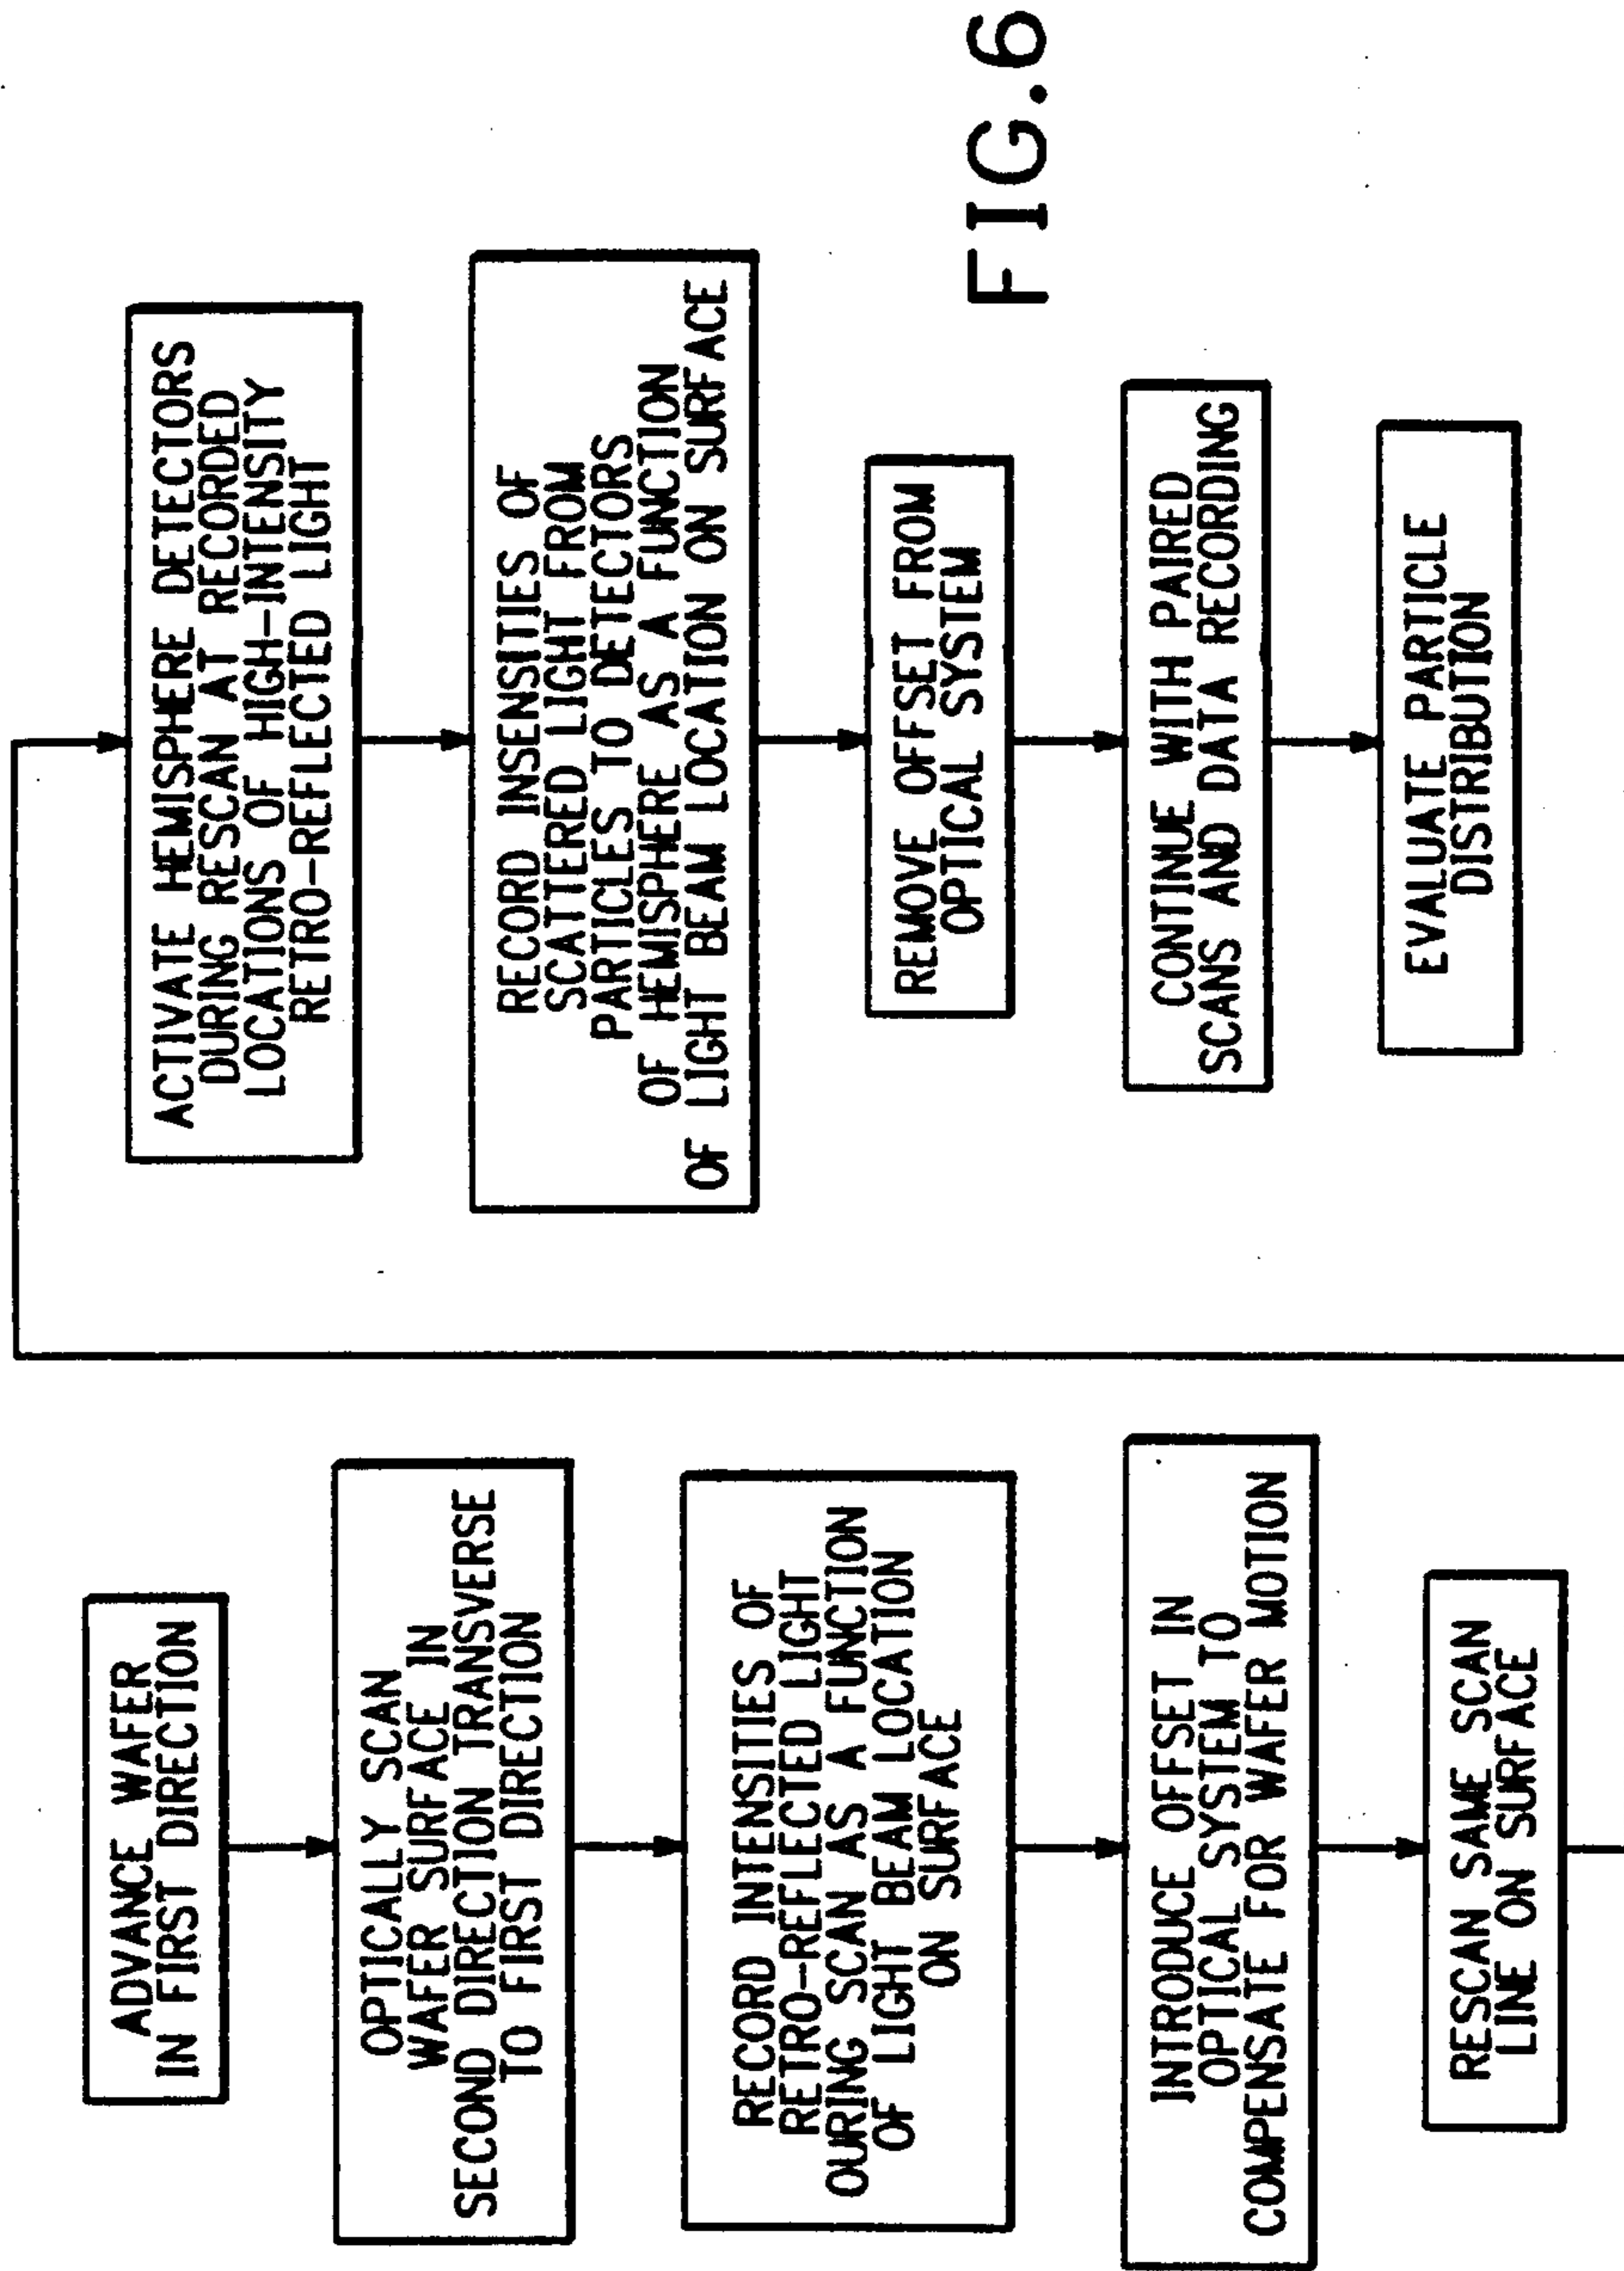 ADVANCE WAFER
IN FIRST DIRECTION
OPTICALLY SCAN
WAFER SURFACE IN
SECOND DIRECTION TRANSVERSE
TO FIRST DIRECTION
RECORD INTENSITIES OF
RETRO-REFLECTED LIGHT
OURING SCAN AS A FUNCTION
OF LIGHT BEAM LOCATION
ON SURFACE
INTRODUCE OFFSET IN
OPTICAL SYSTEM TO
COMPENSATE FOR WAFER MOTION
RESCAN SAME SCAN
LINE ON SURFACE
ACTIVATE HEMISPHERE DETECTORS
DURING RESCAN AT RECORDED
LOCATIONS OF HIGH-INTENSITY
RETRO-REFLECTED LIGHT
RECORD INSENSITIES OF
SCATTERED LIGHT FROM
PARTICLES TO DETECTORS
OF HEMISPHERE AS A FUNCTION
OF LIGHT BEAM LOCATION ON SURFACE
REMOVE OFFSET FROM
OPTICAL SYSTEM
CONTINUE WITH PAIRED
SCANS AND DATA RECORDING
EVALUATE PARTICLE
DISTRIBUTION
FIG.6